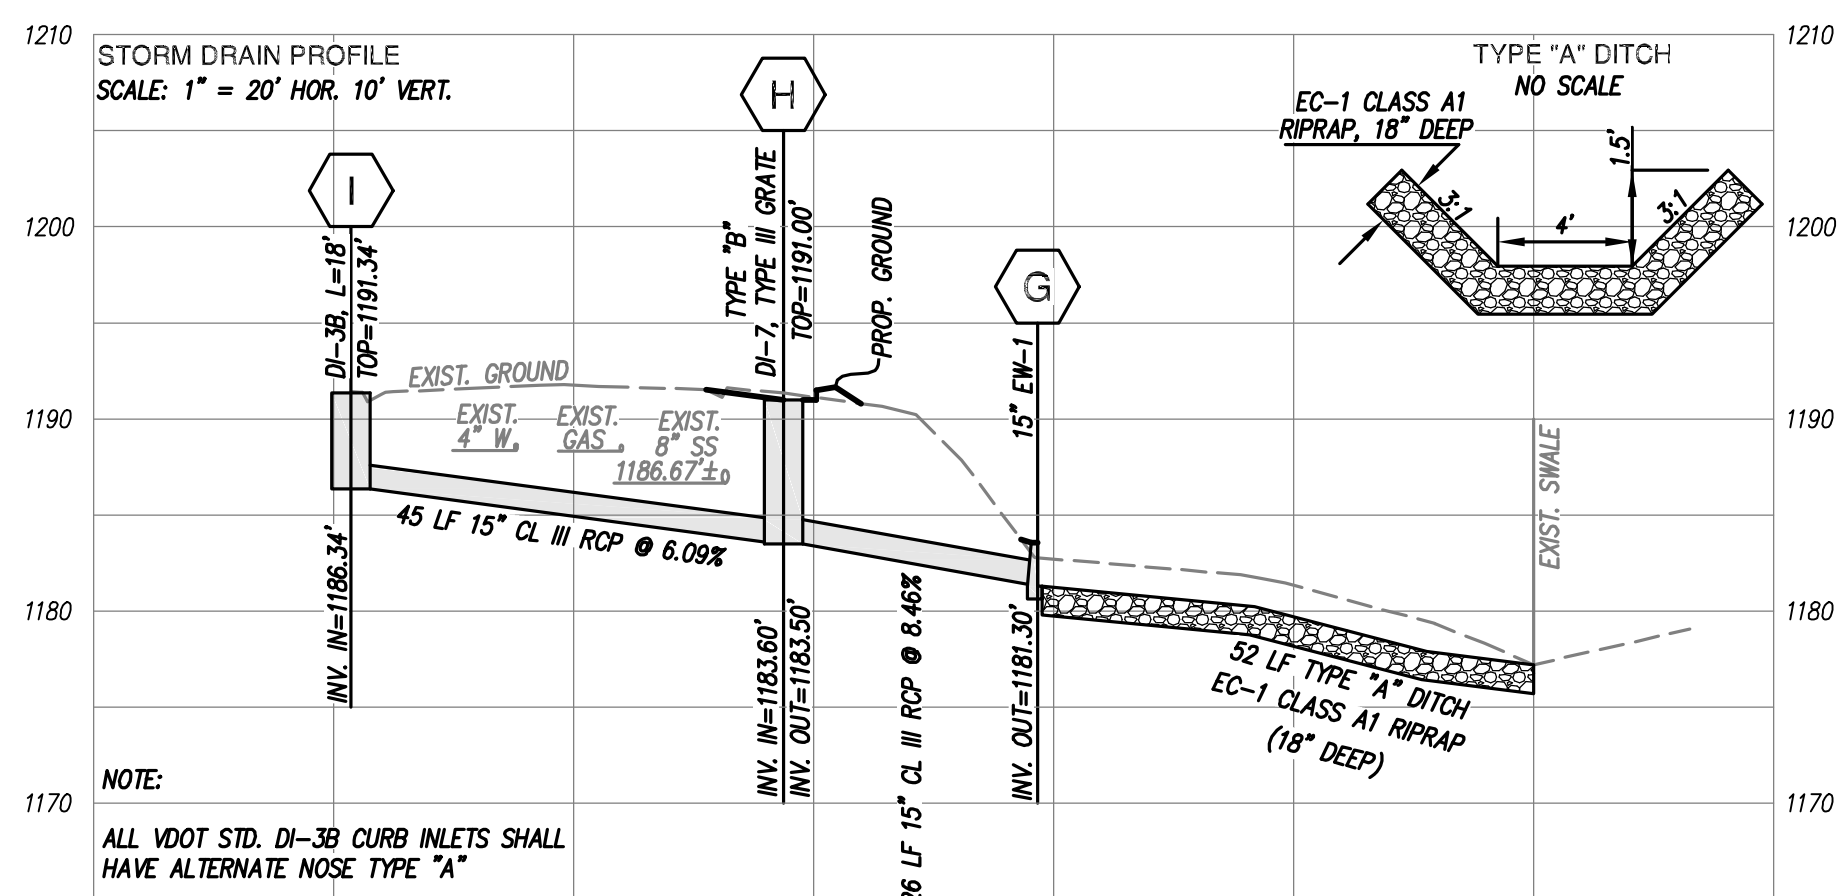 1210
STORM DRAIN PROFILE
SCALE: 1" = 20' HOR. 10' VERT.
H
TYPE "A" DITCH
NO SCALE
1210
EC-1 CLASS A1
RIPRAP, 18" DEEP
1.5'
3:1
4'
3:1
I
1200
1200
DI-3B, L=18'
TOP=1191.34'
TYPE "B"
DI-7, TYPE III GRATE
TOP=1191.00'
PROP. GROUND
G
15" EW-1
EXIST. GROUND
1190
1190
EXIST.
4" W.
EXIST.
GAS
EXIST.
8" SS
1186.67'±
EXIST. SWALE
45 LF 15" CL III RCP @ 6.09%
INV. IN=1186.34'
INV. IN=1183.60'
INV. OUT=1183.50'
26 LF 15" CL III RCP @ 8.46%
INV. OUT=1181.30'
1180
1180
52 LF TYPE "A" DITCH
EC-1 CLASS A1 RIPRAP
(18" DEEP)
NOTE:
1170
1170
ALL VDOT STD. DI-3B CURB INLETS SHALL
HAVE ALTERNATE NOSE TYPE "A"